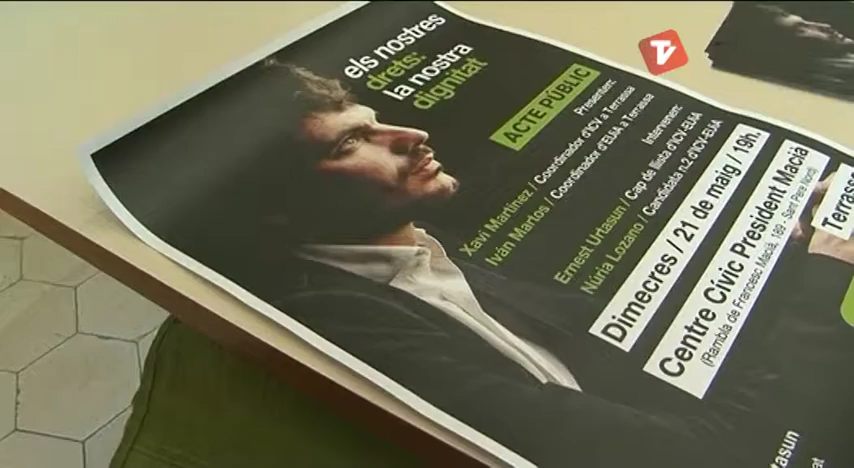 els nostres
drets:
la nostra
dignitat
ACTE PÚBLIC
Presenten:
Xavi Martínez / Coordinador d'ICV a Terrassa
Iván Martos / Coordinador d'EUiA a Terrassa
Intervenen:
Ernest Urtasun / Cap de llista d'ICV-EUiA
Núria Lozano / Candidata n.2 d'ICV-EUiA
Dimecres / 21 de maig / 19h.
Centre Cívic President Macià
(Rambla de Francesc Macià, 189 - Sant Pere Nord)
Terrass